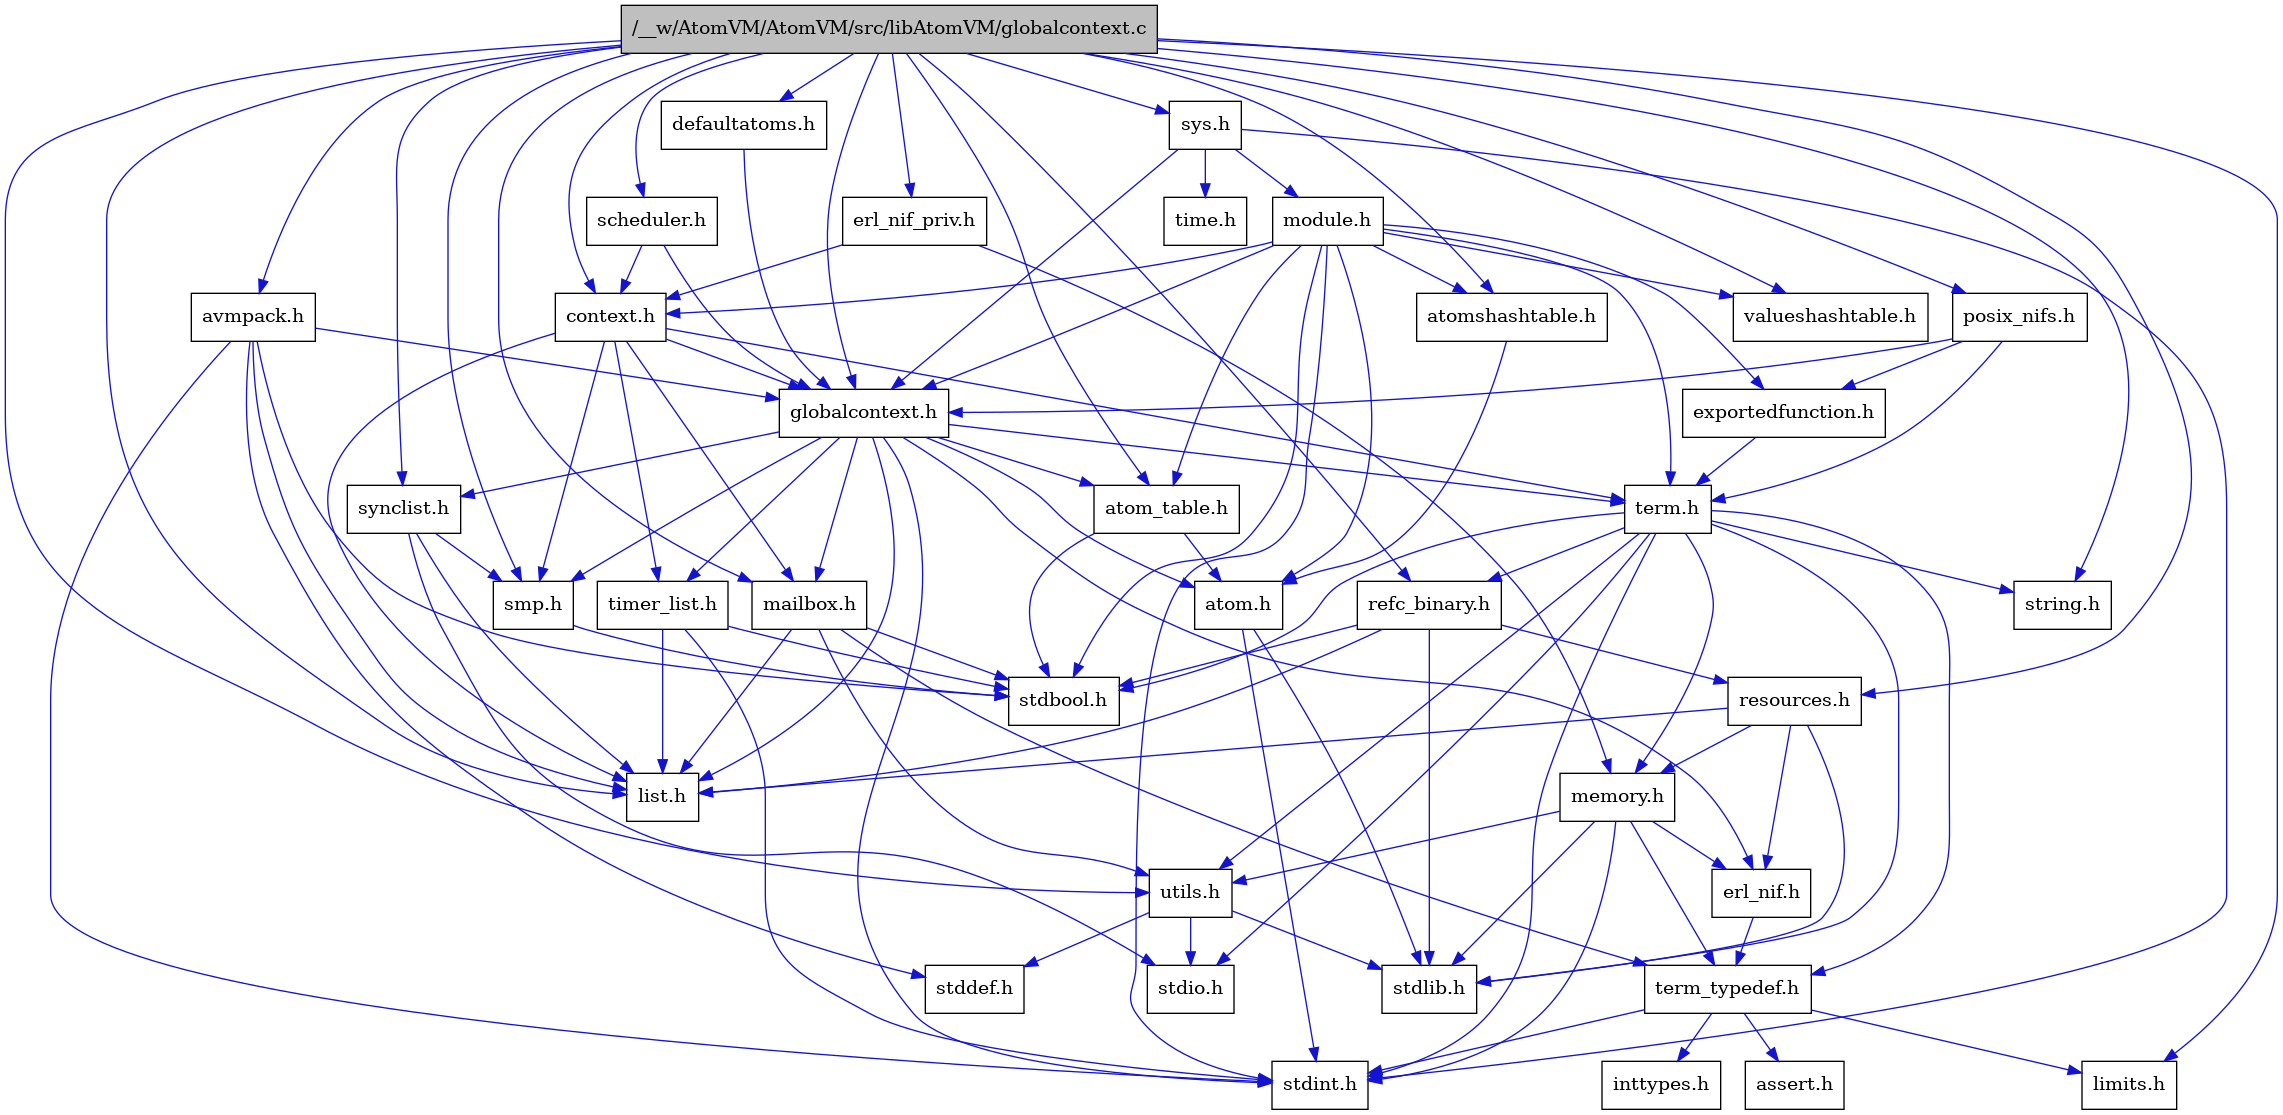 /__w/AtomVM/AtomVM/src/libAtomVM/globalcontext.c
defaultatoms.h
sys.h
scheduler.h
erl_nif_priv.h
time.h
module.h
avmpack.h
context.h
atomshashtable.h
valueshashtable.h
posix_nifs.h
globalcontext.h
exportedfunction.h
synclist.h
atom_table.h
term.h
smp.h
timer_list.h
mailbox.h
atom.h
refc_binary.h
string.h
stdbool.h
resources.h
list.h
memory.h
utils.h
erl_nif.h
stddef.h
stdio.h
stdlib.h
term_typedef.h
stdint.h
inttypes.h
assert.h
limits.h